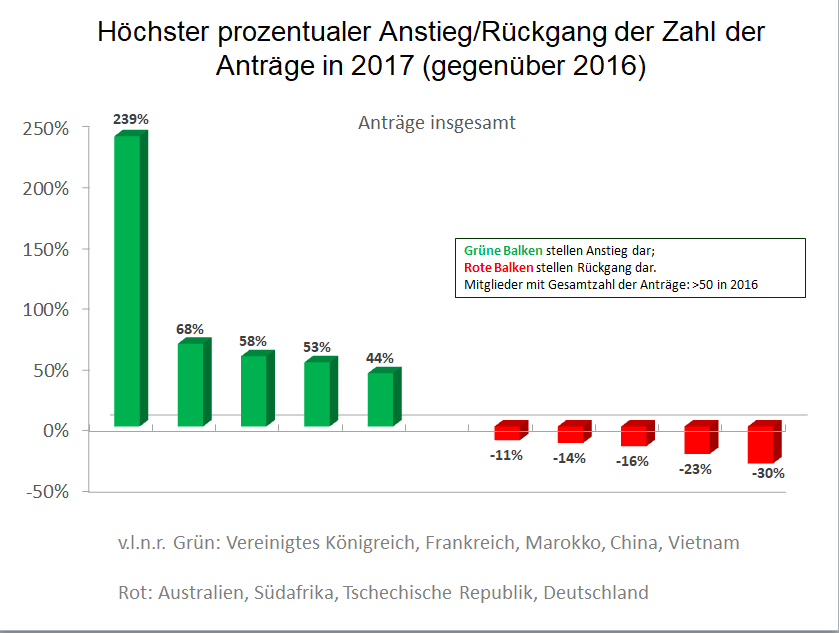 Höchster prozentualer Anstieg/Rückgang der Zahl der
Anträge in 2017 (gegenüber 2016)
Anträge insgesamt
250%
200%
150%
100%
50%
0%
-50%
239%
68%
58%
53%
44%
-11%
-14%
-16%
-23%
-30%
Grüne Balken stellen Anstieg dar;
Rote Balken stellen Rückgang dar.
Mitglieder mit Gesamtzahl der Anträge: >50 in 2016
v.l.n.r. Grün: Vereinigtes Königreich, Frankreich, Marokko, China, Vietnam
Rot: Australien, Südafrika, Tschechische Republik, Deutschland